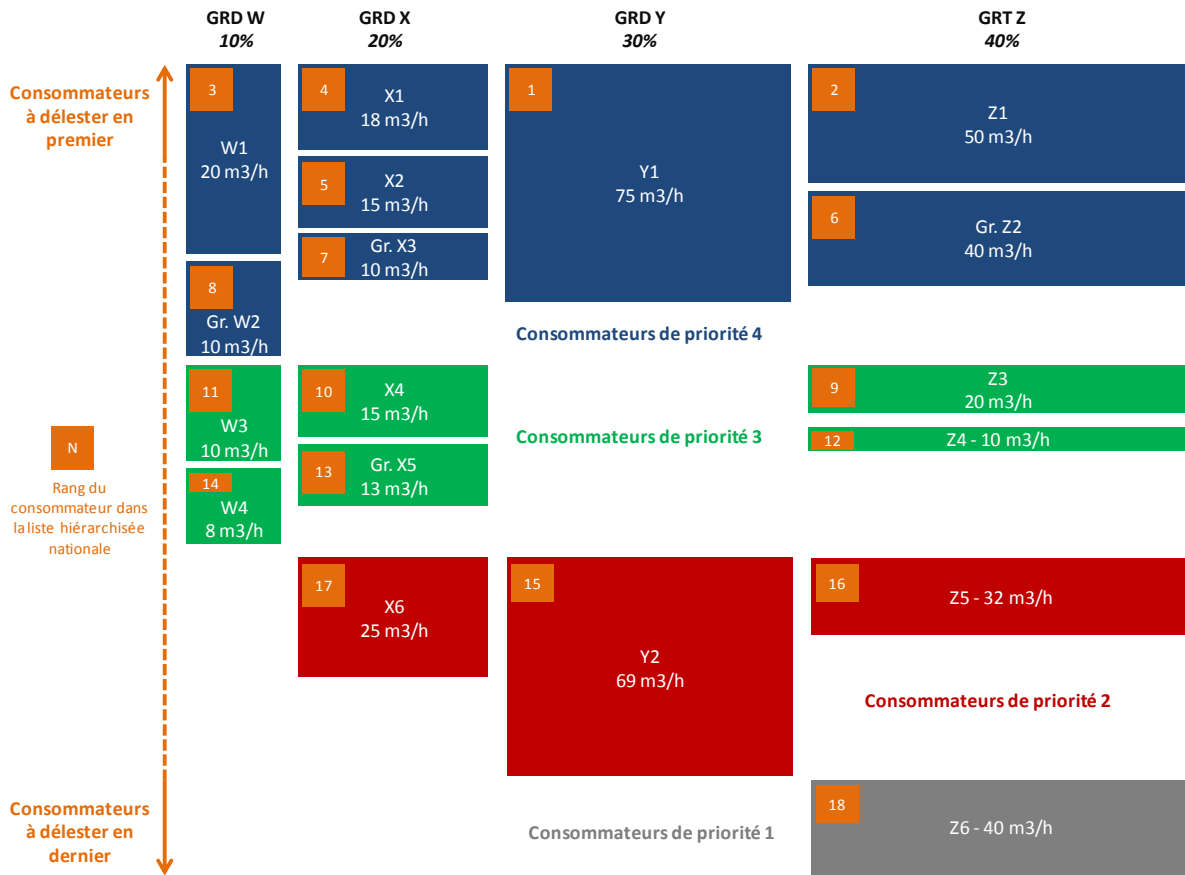 GRD W
10%
GRD X
20%
GRD Y
30%
GRT Z
40%
Consommateurs
à délester en
premier
3
W1
20 m3/h
4
X1
18 m3/h
1
Y1
75 m3/h
2
Z1
50 m3/h
5
X2
15 m3/h
6
Gr. Z2
40 m3/h
7
Gr. X3
10 m3/h
8
Gr. W2
10 m3/h
Consommateurs de priorité 4
11
W3
10 m3/h
10
X4
15 m3/h
9
Z3
20 m3/h
Consommateurs de priorité 3
12
Z4 - 10 m3/h
13
Gr. X5
13 m3/h
14
W4
8 m3/h
N
Rang du
consommateur dans
la liste hiérarchisée
nationale
17
X6
25 m3/h
15
Y2
69 m3/h
16
Z5 - 32 m3/h
Consommateurs de priorité 2
Consommateurs
à délester en
dernier
Consommateurs de priorité 1
18
Z6 - 40 m3/h